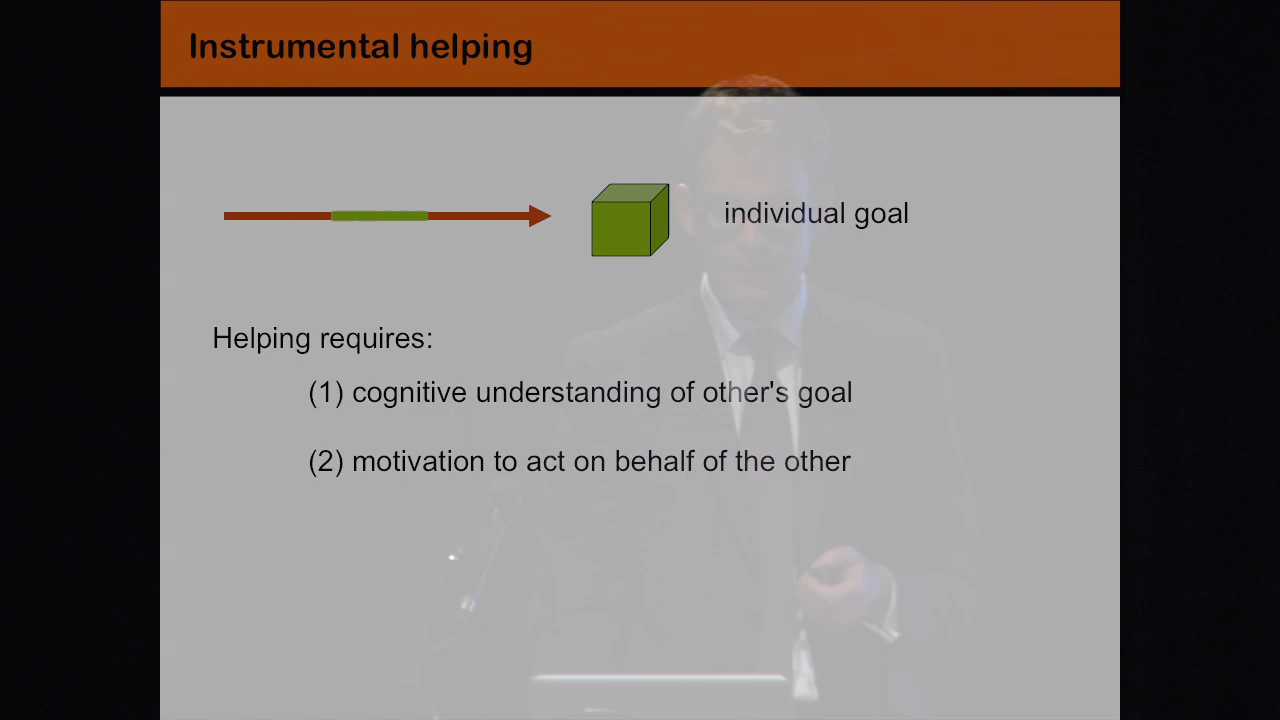 Instrumental helping
individual goal
Helping requires:
(1) cognitive understanding of other's goal
(2) motivation to act on behalf of the other